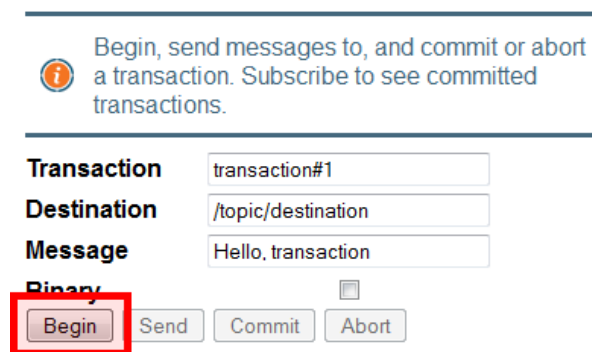 Begin, send messages to, and commit or abort
a transaction. Subscribe to see committed
transactions.
Transaction transaction#1
Destination /topic/destination
Message Hello, transaction
Binary
Begin Send Commit Abort